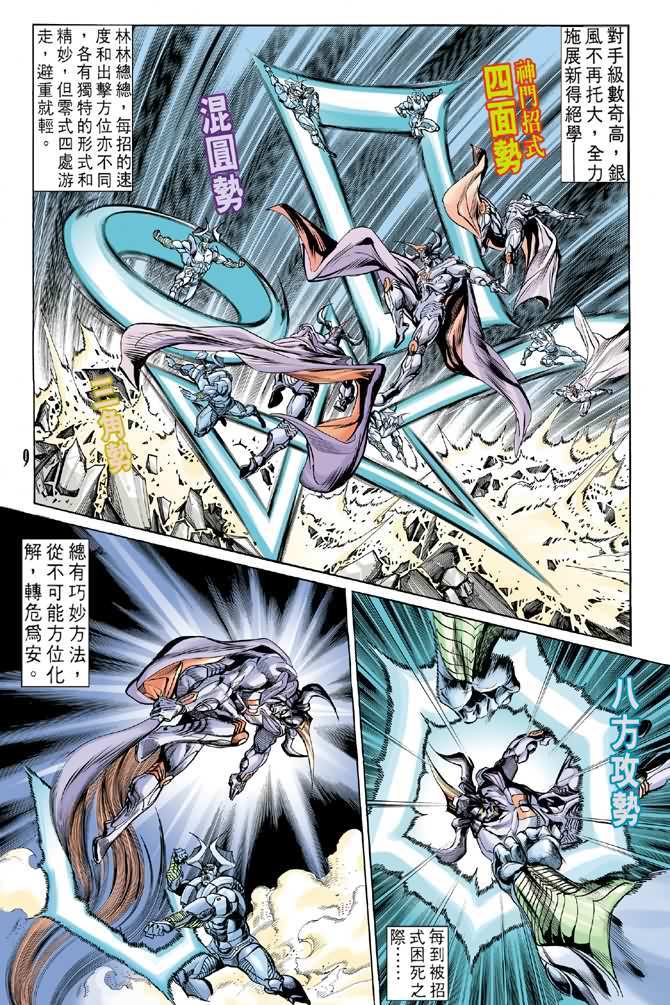 對手級數奇高，銀
風不再托大，全力
施展新得絕學—
神門招式
四面勢
混圓勢
三角勢
林林總總，每招的速
度和出擊方位亦不同
，各有獨特的形式和
精妙，但零式四處游
走，避重就輕。
9
八方攻勢
每到被招
式困死之
際……
總有巧妙方法，
從不可能方位化
解，轉危爲安。